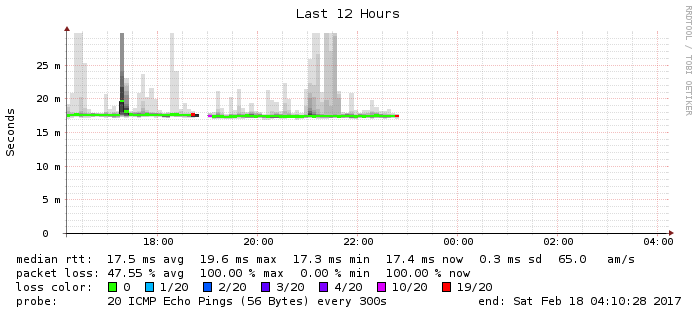 Last 12 Hours
RRDTOOL / TOBI OETIKER
Seconds
25 m
20 m
15 m
10 m
5 m
0
18:00 20:00 22:00 00:00 02:00 04:00
median rtt: 17.5 ms avg 19.6 ms max 17.3 ms min 17.4 ms now 0.3 ms sd 65.0 am/s
packet loss: 47.55 % avg 100.00 % max 0.00 % min 100.00 % now
loss color: 0 1/20 2/20 3/20 4/20 10/20 19/20
probe: 20 ICMP Echo Pings (56 Bytes) every 300s end: Sat Feb 18 04:10:28 2017